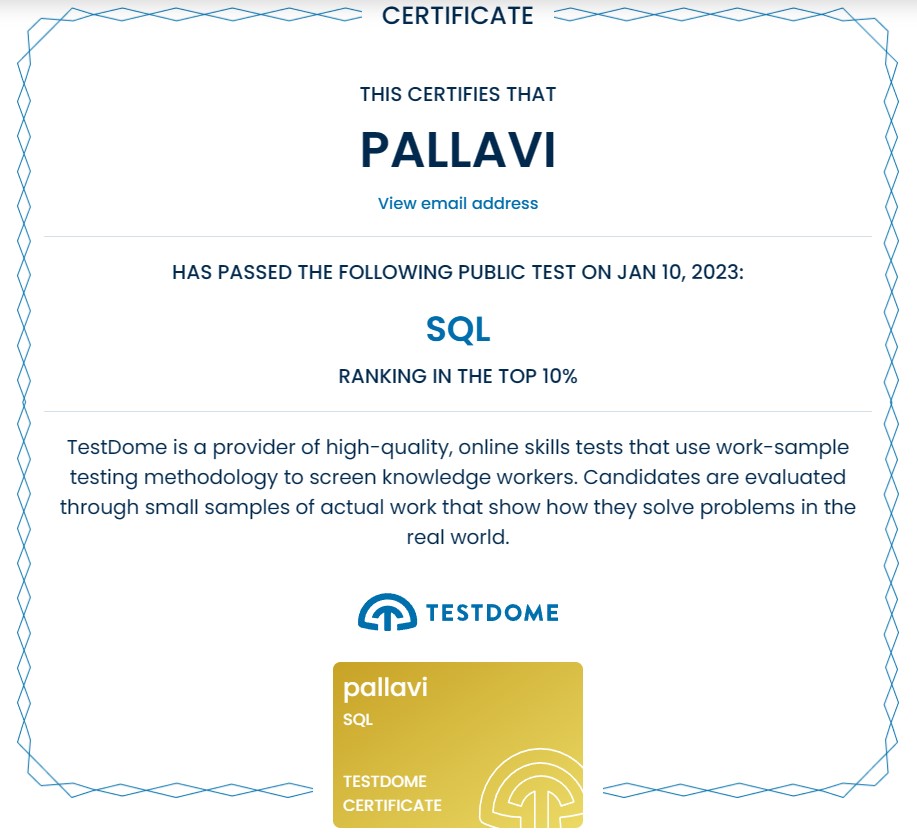 CERTIFICATE
THIS CERTIFIES THAT
PALLAVI
View email address
HAS PASSED THE FOLLOWING PUBLIC TEST ON JAN 10, 2023:
SQL
RANKING IN THE TOP 10%
TestDome is a provider of high-quality, online skills tests that use work-sample
testing methodology to screen knowledge workers. Candidates are evaluated
through small samples of actual work that show how they solve problems in the
real world.
TESTDOME
pallavi
SQL
TESTDOME
CERTIFICATE